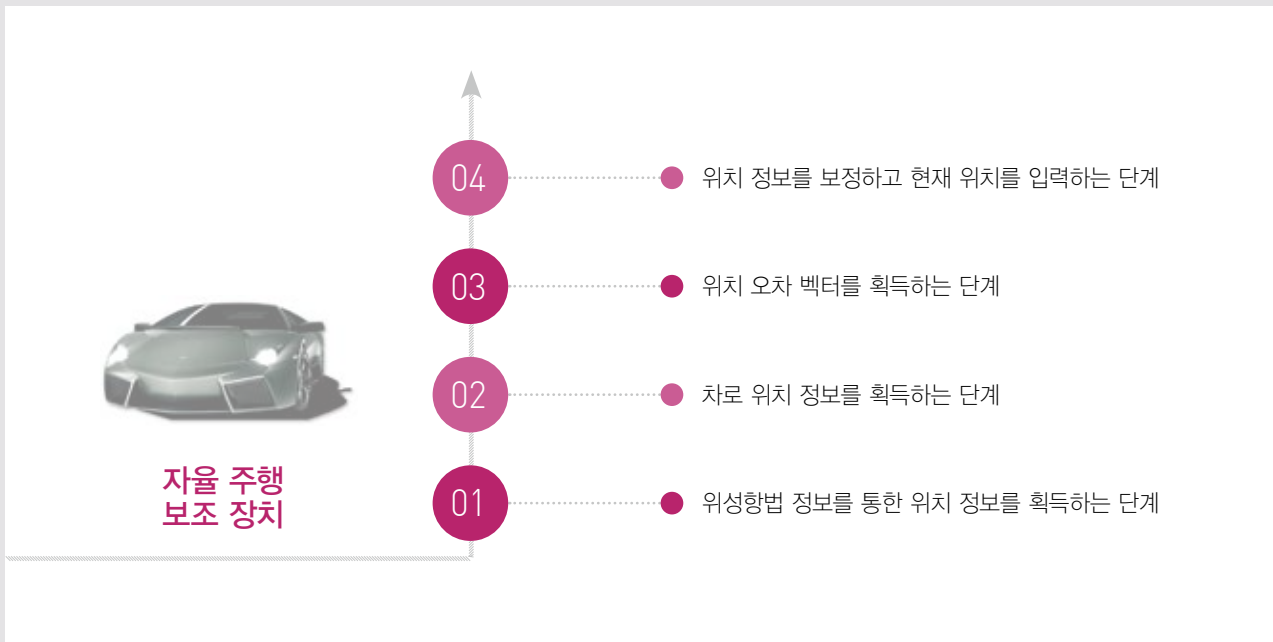 04
위치 정보를 보정하고 현재 위치를 입력하는 단계
03
위치 오차 벡터를 획득하는 단계
02
차로 위치 정보를 획득하는 단계
01
위성항법 정보를 통한 위치 정보를 획득하는 단계
자율 주행
보조 장치